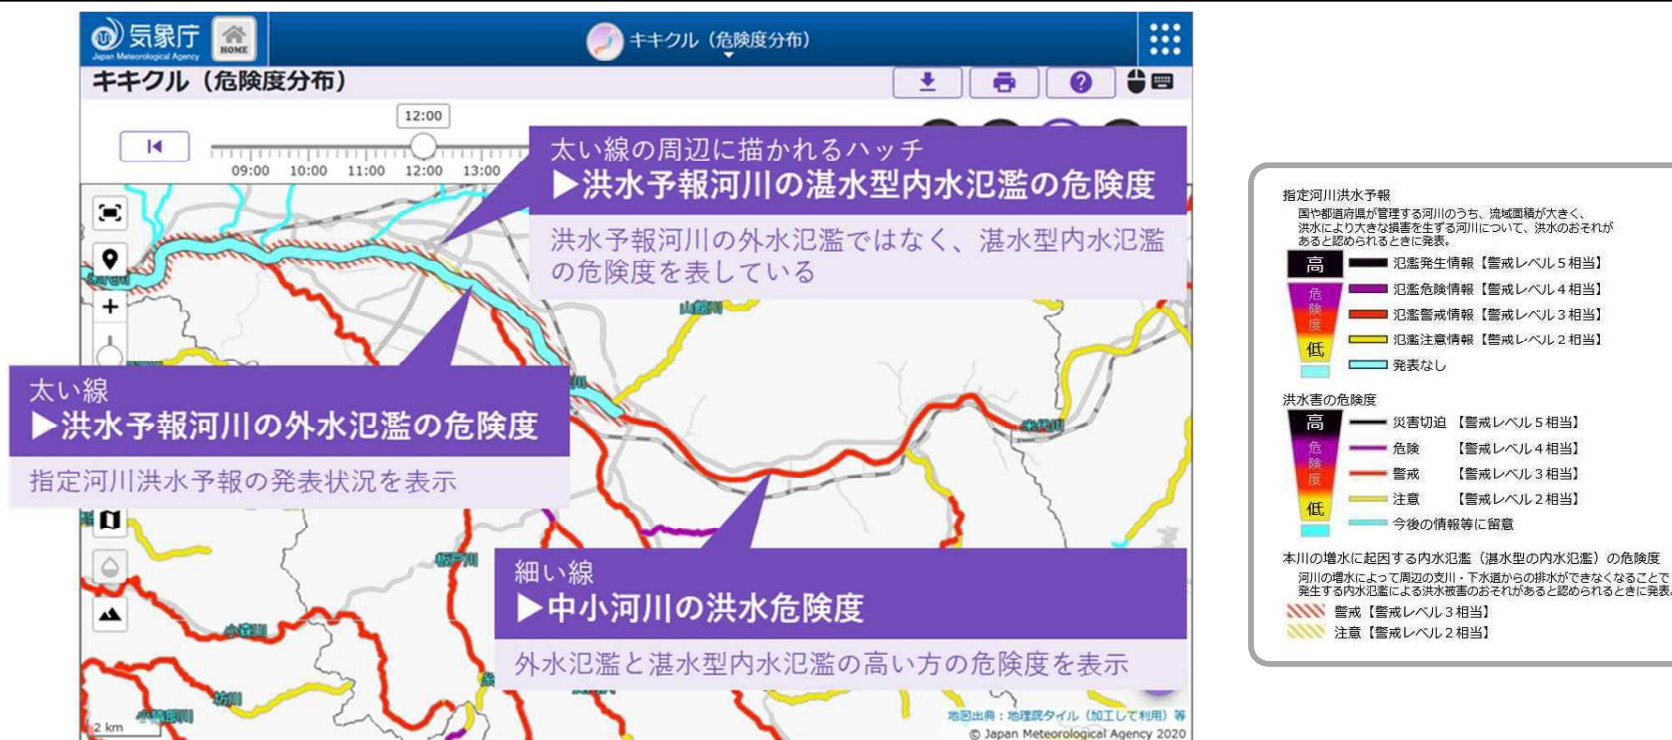 気象庁
Japan Meteorological Agency
HOME
キキクル（危険度分布）
キキクル（危険度分布）
12:00
09:00 10:00 11:00 12:00 13:00
太い線の周辺に描かれるハッチ
▶洪水予報河川の湛水型内水氾濫の危険度
洪水予報河川の外水氾濫ではなく、湛水型内水氾濫
の危険度を表している
山館川
太い線
▶洪水予報河川の外水氾濫の危険度
指定河川洪水予報の発表状況を表示
米代川
細い線
▶中小河川の洪水危険度
外水氾濫と湛水型内水氾濫の高い方の危険度を表示
小森川
坊川
2 km
地図出典：地理院タイル（加工して利用）等
© Japan Meteorological Agency 2020
指定河川洪水予報
国や都道府県が管理する河川のうち、流域面積が大きく、
洪水により大きな損害を生ずる河川について、洪水のおそれが
あると認められるときに発表。
高
危険度
低
氾濫発生情報【警戒レベル５相当】
氾濫危険情報【警戒レベル４相当】
氾濫警戒情報【警戒レベル３相当】
氾濫注意情報【警戒レベル２相当】
発表なし
洪水害の危険度
高
危険度
低
災害切迫 【警戒レベル５相当】
危険 【警戒レベル４相当】
警戒 【警戒レベル３相当】
注意 【警戒レベル２相当】
今後の情報等に留意
本川の増水に起因する内水氾濫（湛水型の内水氾濫）の危険度
河川の増水によって周辺の支川・下水道からの排水ができなくなることで
発生する内水氾濫による洪水被害のおそれがあると認められるときに発表。
警戒【警戒レベル３相当】
注意【警戒レベル２相当】